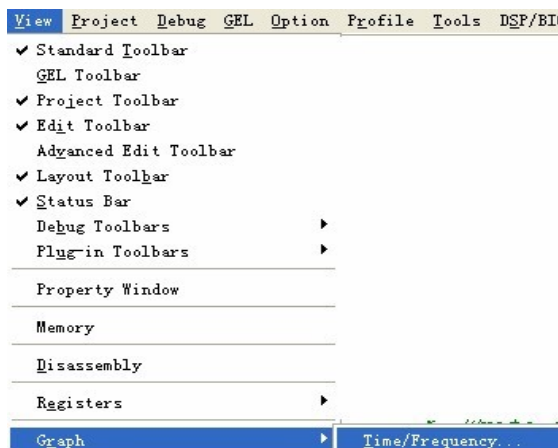 View Project Debug GEL Option Profile Tools DSP/BI
Standard Toolbar
GEL Toolbar
Project Toolbar
Edit Toolbar
Advanced Edit Toolbar
Layout Toolbar
Status Bar
Debug Toolbars
Plug-in Toolbars
Property Window
Memory
Disassembly
Registers
Graph Time/Frequency...